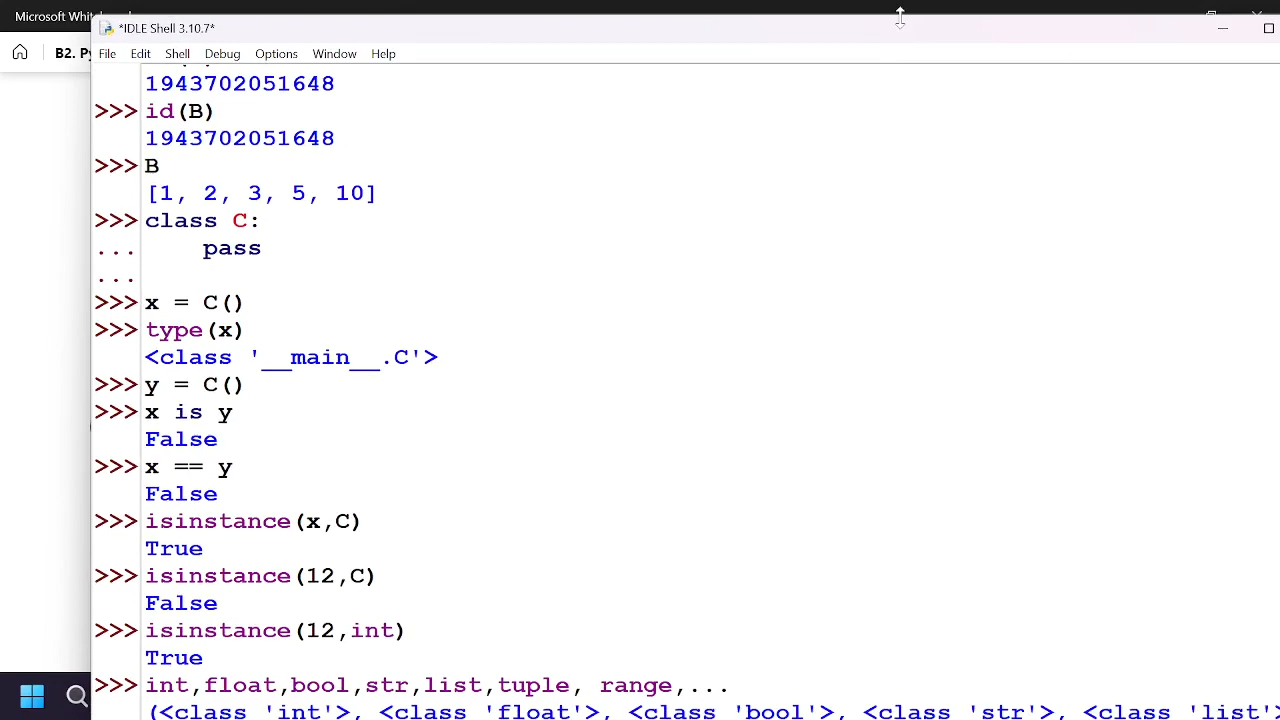 Microsoft Whit
*IDLE Shell 3.10.7*
B2. Py
File Edit Shell Debug Options Window Help
1943702051648
>>> id(B)
1943702051648
>>> B
[1, 2, 3, 5, 10]
>>> class C:
...     pass
...
>>> x = C()
>>> type(x)
<class '__main__.C'>
>>> y = C()
>>> x is y
False
>>> x == y
False
>>> isinstance(x,C)
True
>>> isinstance(12,C)
False
>>> isinstance(12,int)
True
>>> int,float,bool,str,list,tuple, range,...
(<class 'int'>, <class 'float'>, <class 'bool'>, <class 'str'>, <class 'list'>